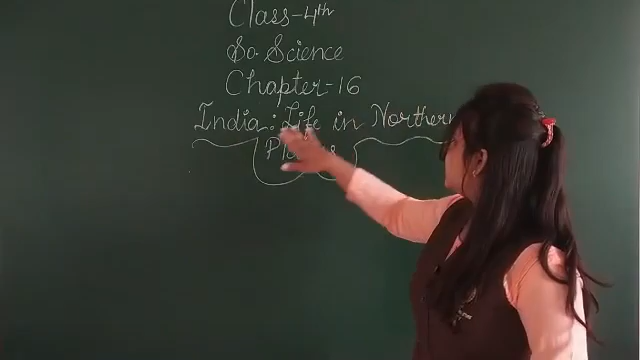 Class-4th
So. Science
Chapter-16
India: Life in Northern